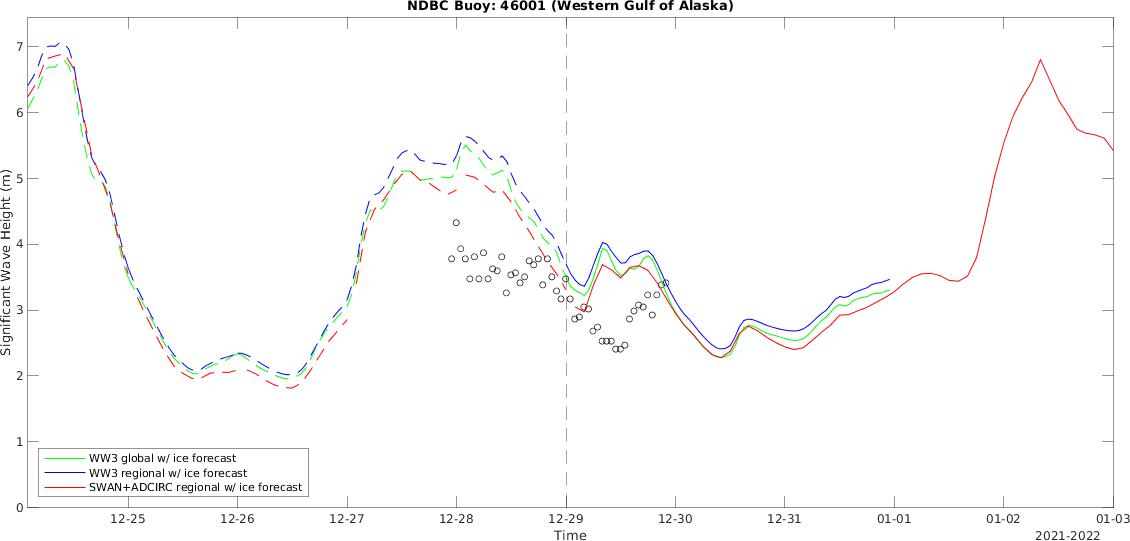 NDBC Buoy: 46001 (Western Gulf of Alaska)
Significant Wave Height (m)
7
6
5
4
3
2
1
0
WW3 global w/ ice forecast
WW3 regional w/ ice forecast
SWAN+ADCIRC regional w/ ice forecast
12-25 12-26 12-27 12-28 12-29 12-30 12-31 01-01 01-02 01-03
Time
2021-2022